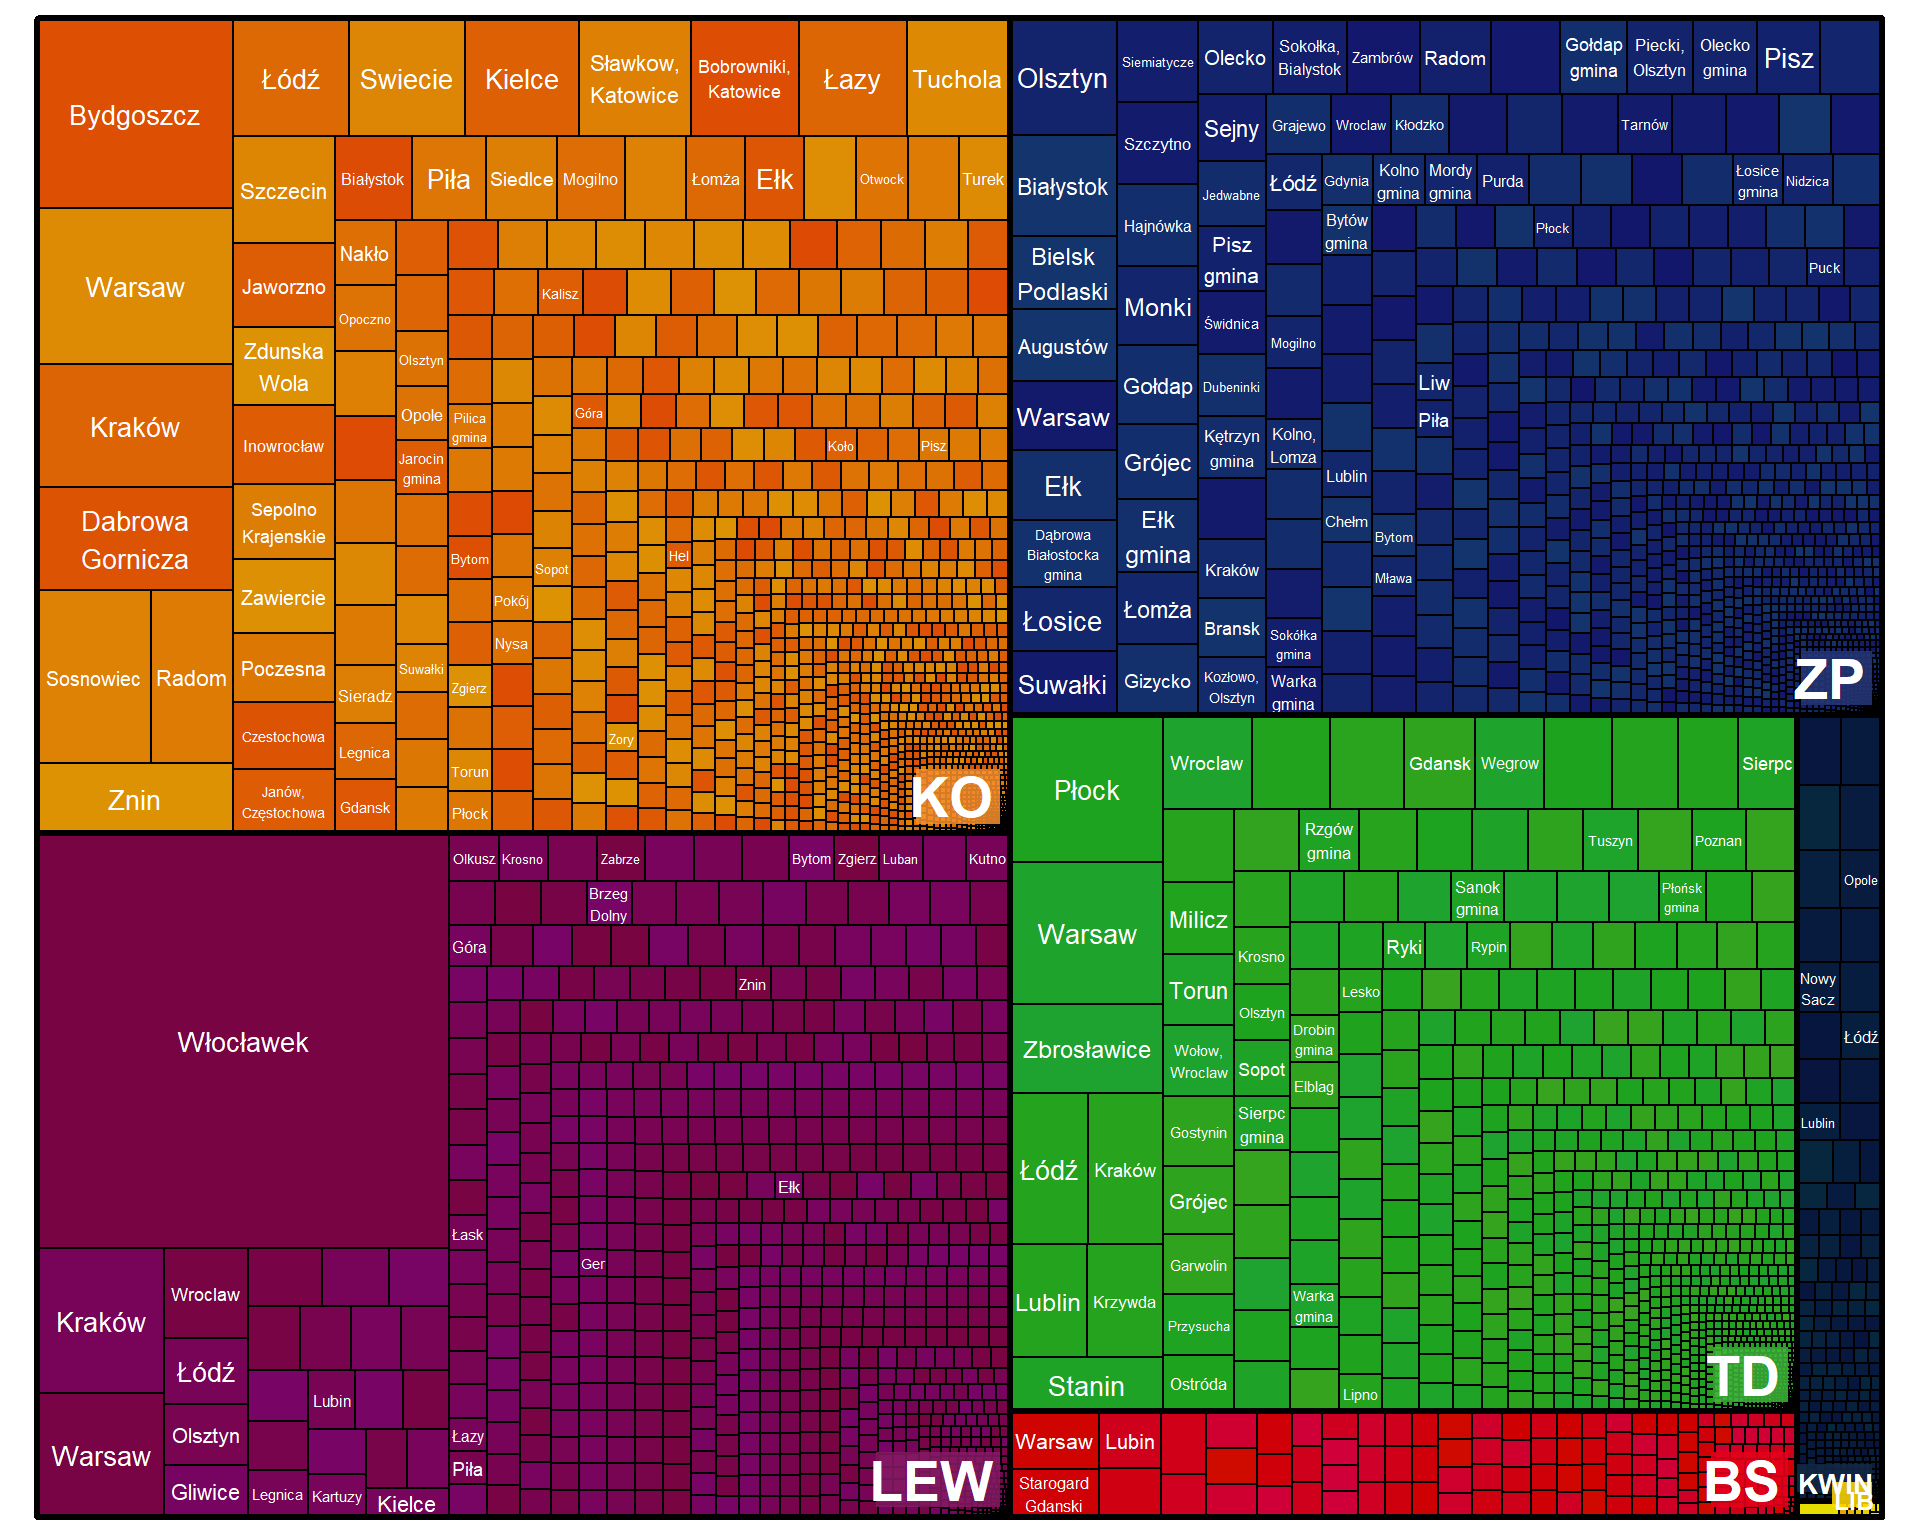 Bydgoszcz
Łódź
Swiecie
Kielce
Sławkow,
Katowice
Bobrowniki,
Katowice
Łazy
Tuchola
Warsaw
Szczecin
Białystok
Piła
Siedlce
Mogilno
Łomża
Ełk
Otwock
Turek
Jaworzno
Nakło
Opoczno
Kalisz
Kraków
Zdunska
Wola
Olsztyn
Inowrocław
Opole
Pilica
gmina
Góra
Koło
Pisz
Jarocin
gmina
Dabrowa
Gornicza
Sepolno
Krajenskie
Bytom
Sopot
Hel
Zawiercie
Pokój
Nysa
Sosnowiec
Radom
Poczesna
Suwałki
Zgierz
Sieradz
Czestochowa
Legnica
Zory
Znin
Janów,
Częstochowa
Gdansk
Torun
Płock
KO
Olsztyn
Siemiatycze
Olecko
Sokołka,
Bialystok
Zambrów
Radom
Gołdap
gmina
Piecki,
Olsztyn
Olecko
gmina
Pisz
Szczytno
Sejny
Grajewo
Wroclaw
Kłodzko
Tarnów
Białystok
Jedwabne
Łódź
Gdynia
Kolno
gmina
Mordy
gmina
Purda
Łosice
gmina
Nidzica
Hajnówka
Pisz
gmina
Bytów
gmina
Płock
Puck
Bielsk
Podlaski
Monki
Świdnica
Mogilno
Augustów
Gołdap
Dubeninki
Liw
Piła
Warsaw
Grójec
Kętrzyn
gmina
Kolno,
Lomza
Lublin
Ełk
Ełk
gmina
Chełm
Bytom
Dąbrowa
Białostocka
gmina
Kraków
Mława
Łosice
Łomża
Bransk
Sokółka
gmina
Suwałki
Giżycko
Kozłowo,
Olsztyn
Warka
gmina
ZP
Włocławek
Olkusz
Krosno
Zabrze
Bytom
Zgierz
Luban
Kutno
Brzeg
Dolny
Góra
Znin
Ełk
Łask
Ger
Kraków
Wroclaw
Łódź
Lubin
Warsaw
Olsztyn
Łazy
Gliwice
Legnica
Kartuzy
Kielce
Piła
LEW
Płock
Wroclaw
Gdansk
Wegrow
Sierpc
Rzgów
gmina
Tuszyn
Poznan
Warsaw
Milicz
Sanok
gmina
Płońsk
gmina
Krosno
Ryki
Rypin
Torun
Olsztyn
Lesko
Zbrosławice
Wołow,
Wroclaw
Sopot
Drobin
gmina
Elblag
Łódź
Kraków
Gostynin
Sierpc
gmina
Grójec
Lublin
Krzywda
Garwolin
Warka
gmina
Przysucha
Stanin
Ostróda
Lipno
TD
Opole
Nowy
Sacz
Łódź
Lublin
Warsaw
Lubin
Starogard
Gdanski
BS
KWIN
LIB